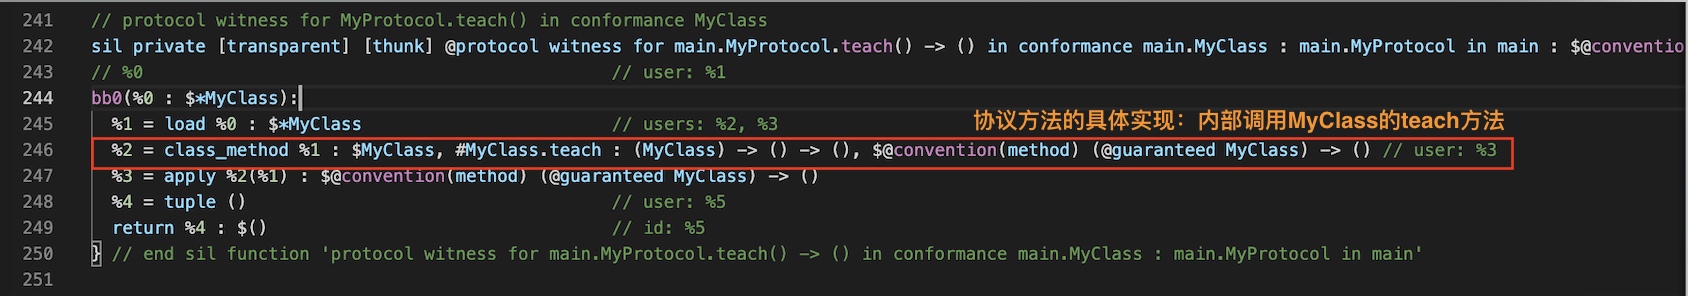 241 // protocol witness for MyProtocol.teach() in conformance MyClass
242 sil private [transparent] [thunk] @protocol witness for main.MyProtocol.teach() -> () in conformance main.MyClass : main.MyProtocol in main : $@conventio
243 // %0 // user: %1
244 bb0(%0 : $*MyClass):
协议方法的具体实现：内部调用MyClass的teach方法
245 %1 = load %0 : $*MyClass // users: %2, %3
246 %2 = class_method %1 : $MyClass, #MyClass.teach : (MyClass) -> () -> (), $@convention(method) (@guaranteed MyClass) -> () // user: %3
247 %3 = apply %2(%1) : $@convention(method) (@guaranteed MyClass) -> ()
248 %4 = tuple () // user: %5
249 return %4 : $() // id: %5
250 } // end sil function 'protocol witness for main.MyProtocol.teach() -> () in conformance main.MyClass : main.MyProtocol in main'
251